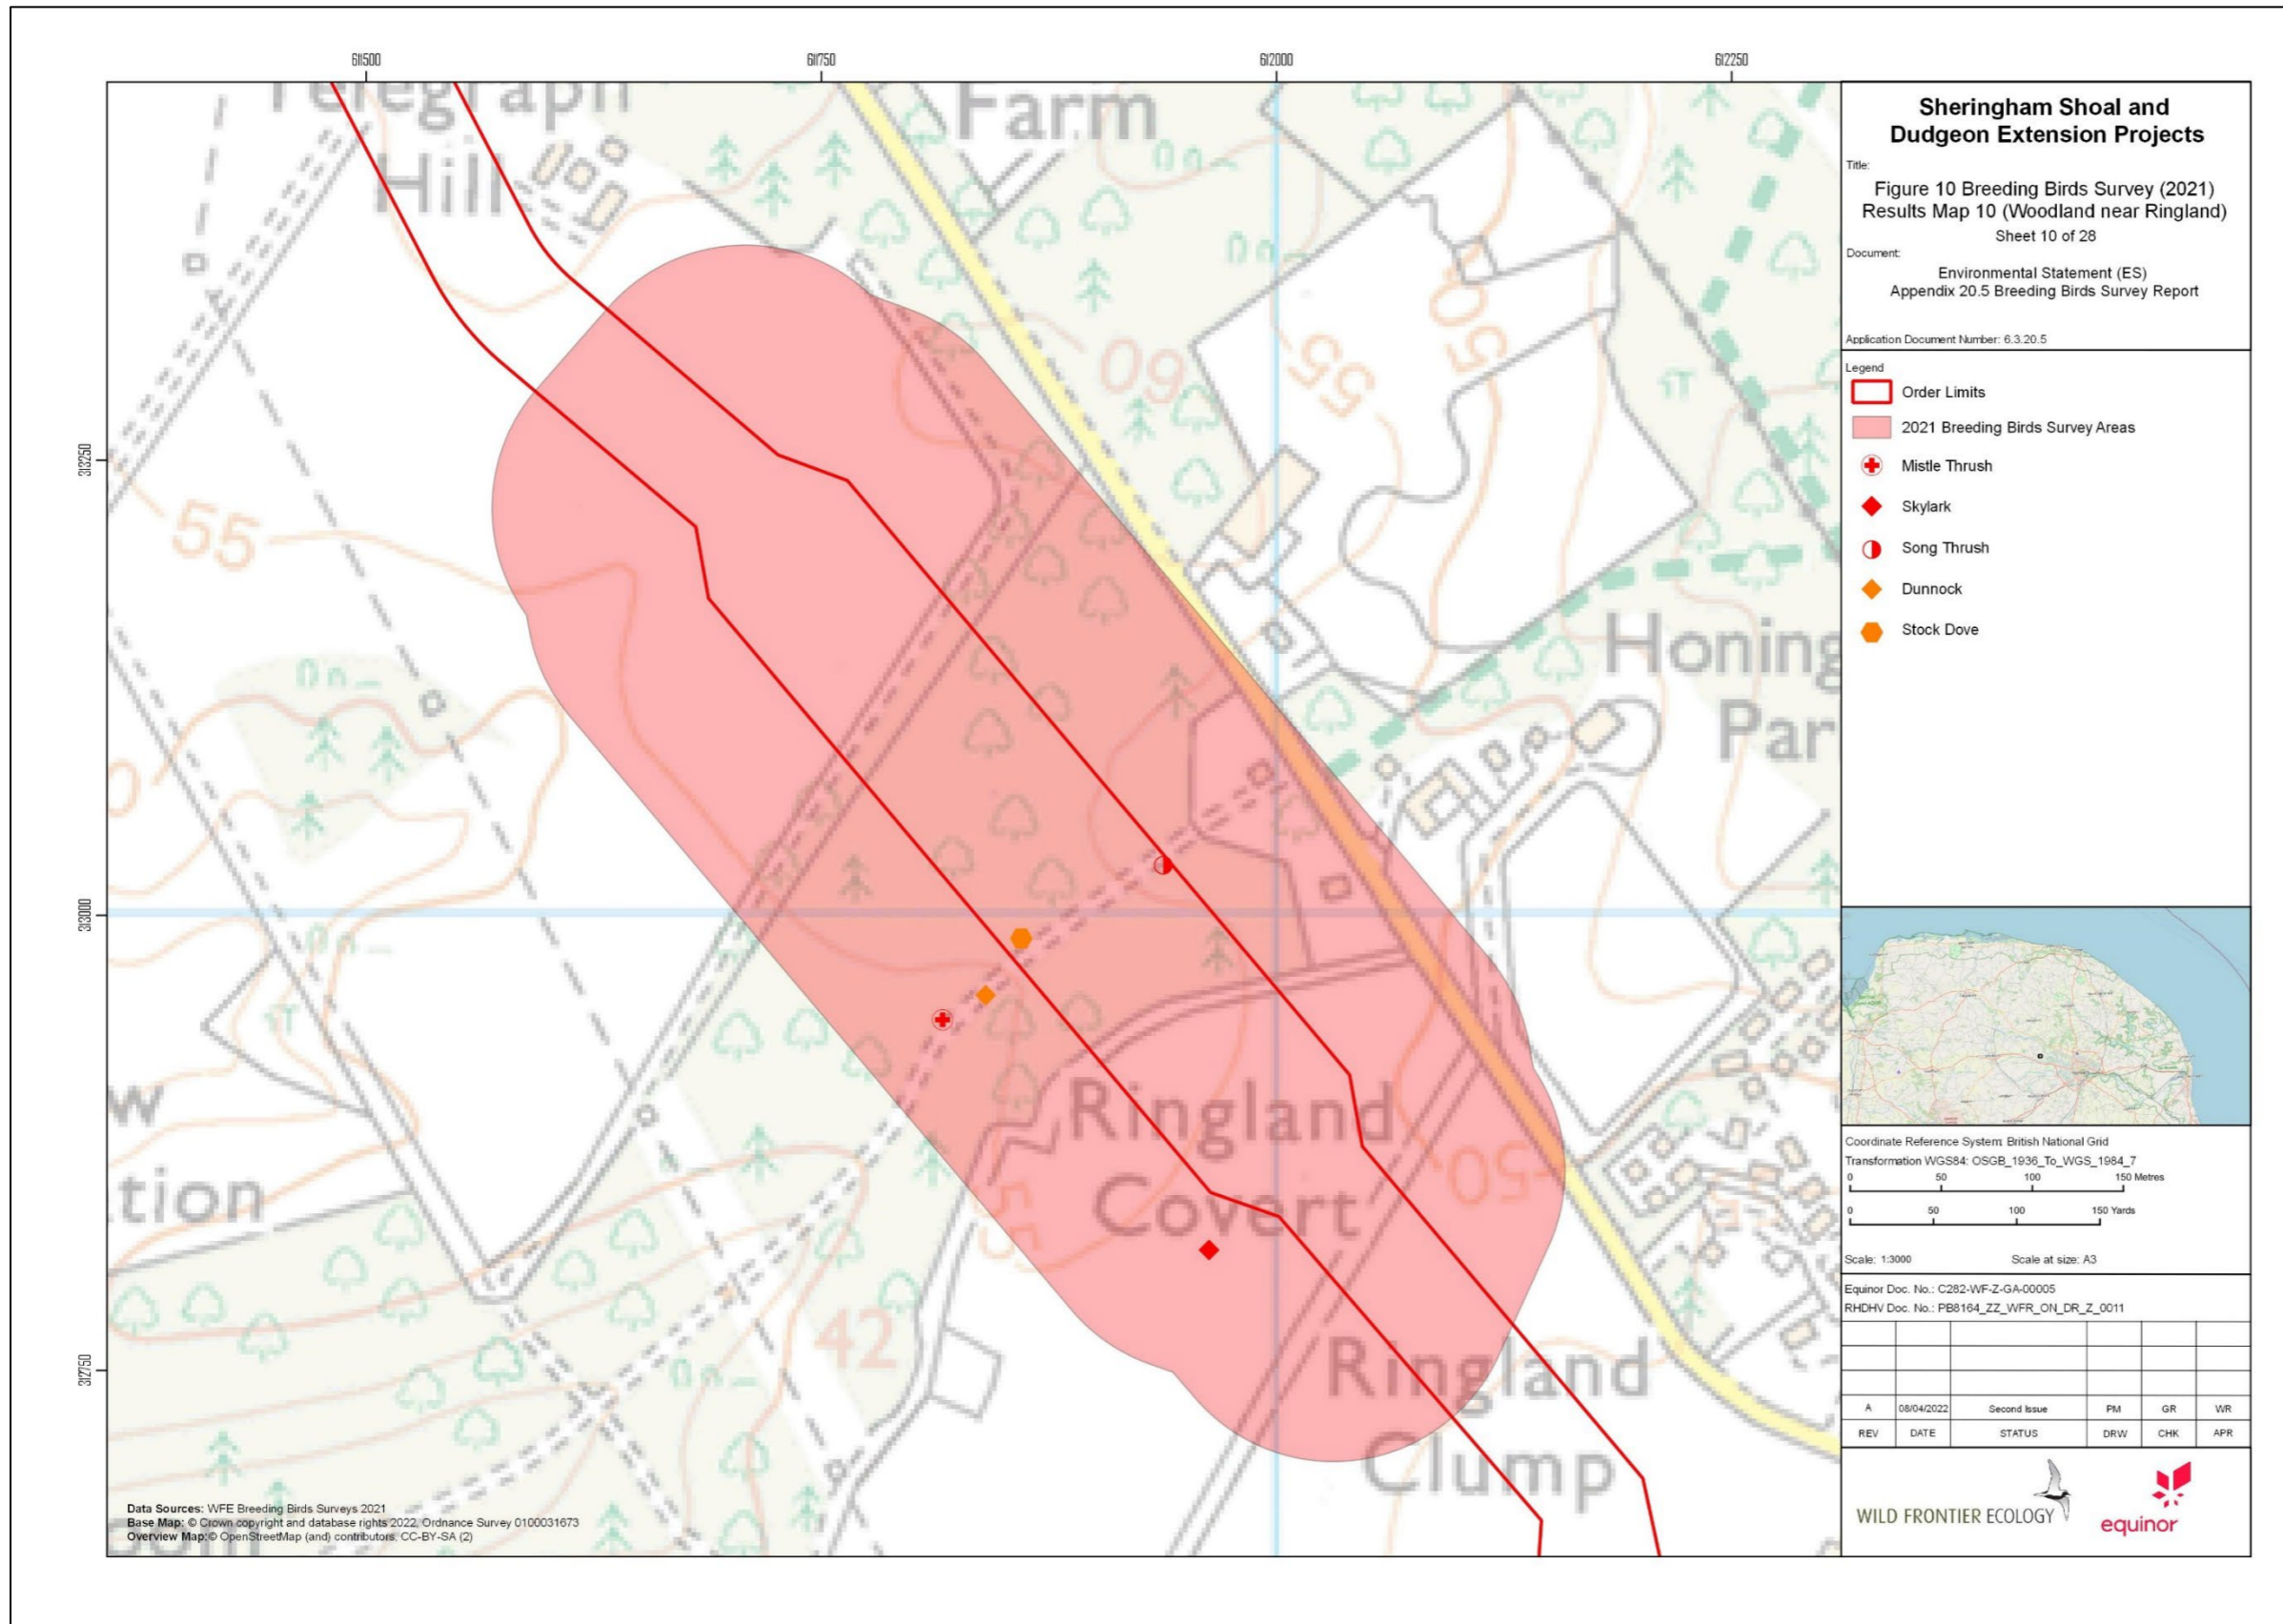 611500
611750
612000
612250
313250
313000
312750
Telegraph
Hill
Farm
60
55
50
55
Honing
Par
Ringland
Covert
50
55
42
Ringland
Clump
tion
Data Sources: WFE Breeding Birds Surveys 2021
Base Map: © Crown copyright and database rights 2022, Ordnance Survey 0100031673
Overview Map:© OpenStreetMap (and) contributors, CC-BY-SA (2)
Sheringham Shoal and
Dudgeon Extension Projects
Title:
Figure 10 Breeding Birds Survey (2021)
Results Map 10 (Woodland near Ringland)
Sheet 10 of 28
Document:
Environmental Statement (ES)
Appendix 20.5 Breeding Birds Survey Report
Application Document Number: 6.3.20.5
Legend
Order Limits
2021 Breeding Birds Survey Areas
Mistle Thrush
Skylark
Song Thrush
Dunnock
Stock Dove
Coordinate Reference System: British National Grid
Transformation WGS84: OSGB_1936_To_WGS_1984_7
0 50 100 150 Metres
0 50 100 150 Yards
Scale: 1:3000 Scale at size: A3
Equinor Doc. No.: C282-WF-Z-GA-00005
RHDHV Doc. No.: PB8164_ZZ_WFR_ON_DR_Z_0011
A 08/04/2022 Second Issue PM GR WR
REV DATE STATUS DRW CHK APR
WILD FRONTIER ECOLOGY
equinor